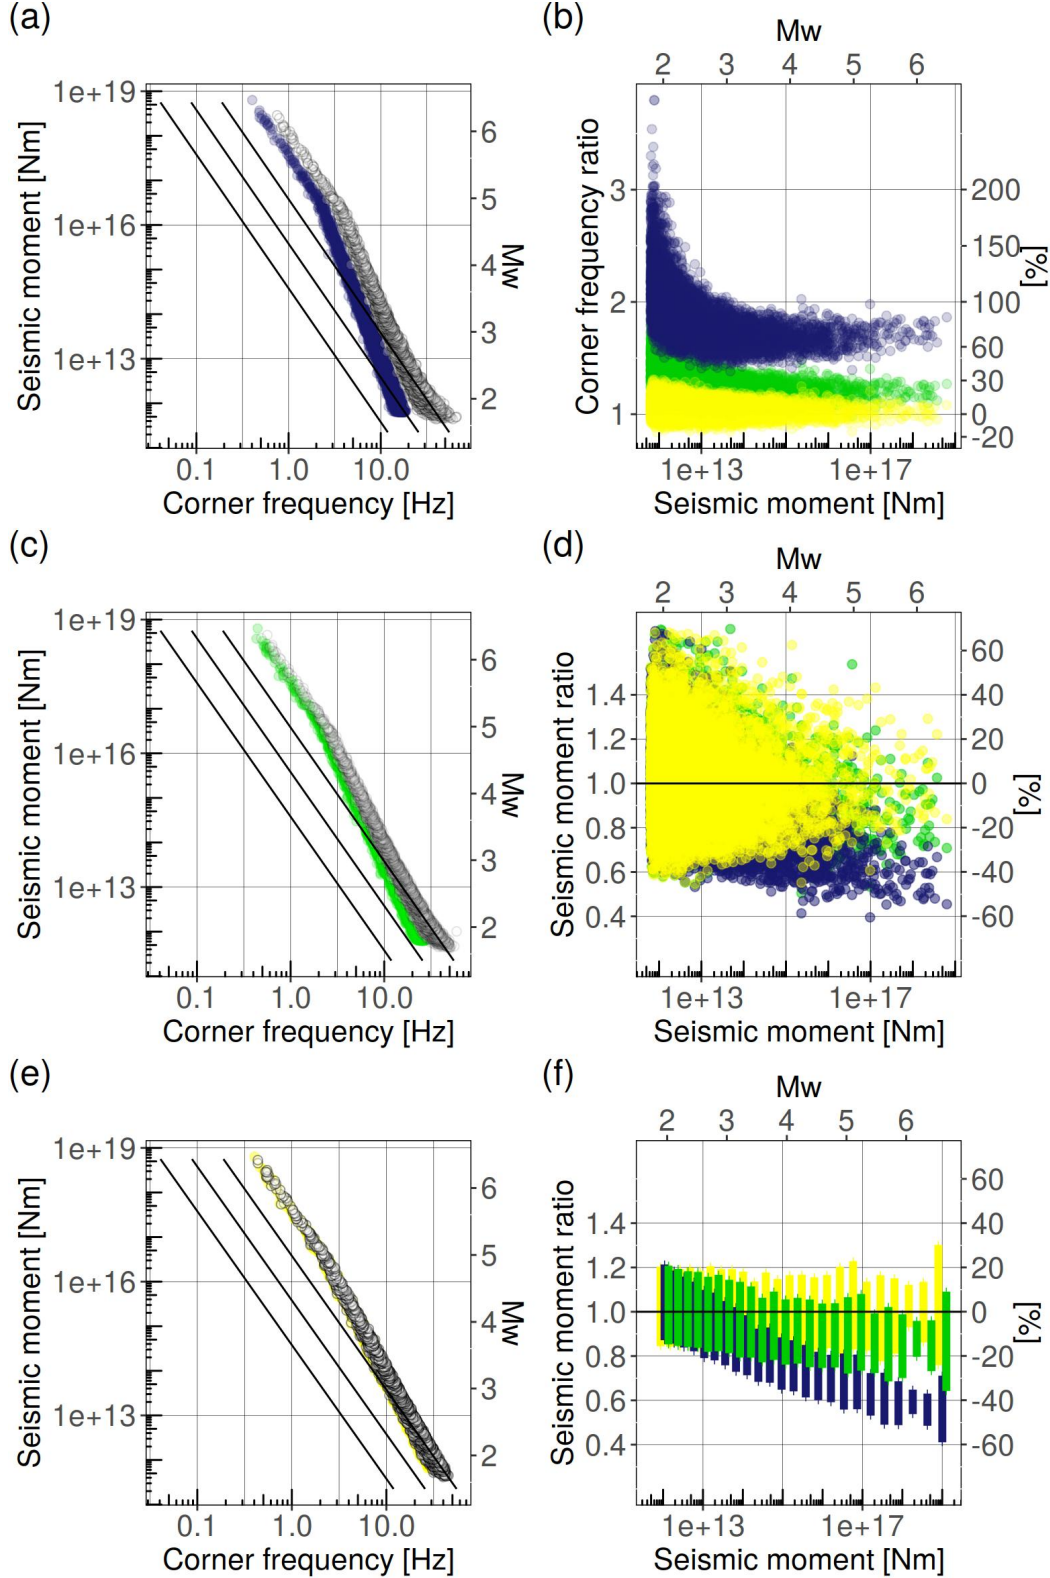 (a)
1e+19
1e+16
1e+13
Seismic moment [Nm]
6
5
4
3
2
Mw
0.1 1.0 10.0
Corner frequency [Hz]
(b)
Mw
2 3 4 5 6
3
2
1
Corner frequency ratio
200
150
100
60
30
0
-20
[%]
1e+13 1e+17
Seismic moment [Nm]
(c)
1e+19
1e+16
1e+13
Seismic moment [Nm]
6
5
4
3
2
Mw
0.1 1.0 10.0
Corner frequency [Hz]
(d)
Mw
2 3 4 5 6
1.4
1.2
1.0
0.8
0.6
0.4
Seismic moment ratio
60
40
20
0
-20
-40
-60
[%]
1e+13 1e+17
Seismic moment [Nm]
(e)
1e+19
1e+16
1e+13
Seismic moment [Nm]
6
5
4
3
2
Mw
0.1 1.0 10.0
Corner frequency [Hz]
(f)
Mw
2 3 4 5 6
1.4
1.2
1.0
0.8
0.6
0.4
Seismic moment ratio
60
40
20
0
-20
-40
-60
[%]
1e+13 1e+17
Seismic moment [Nm]